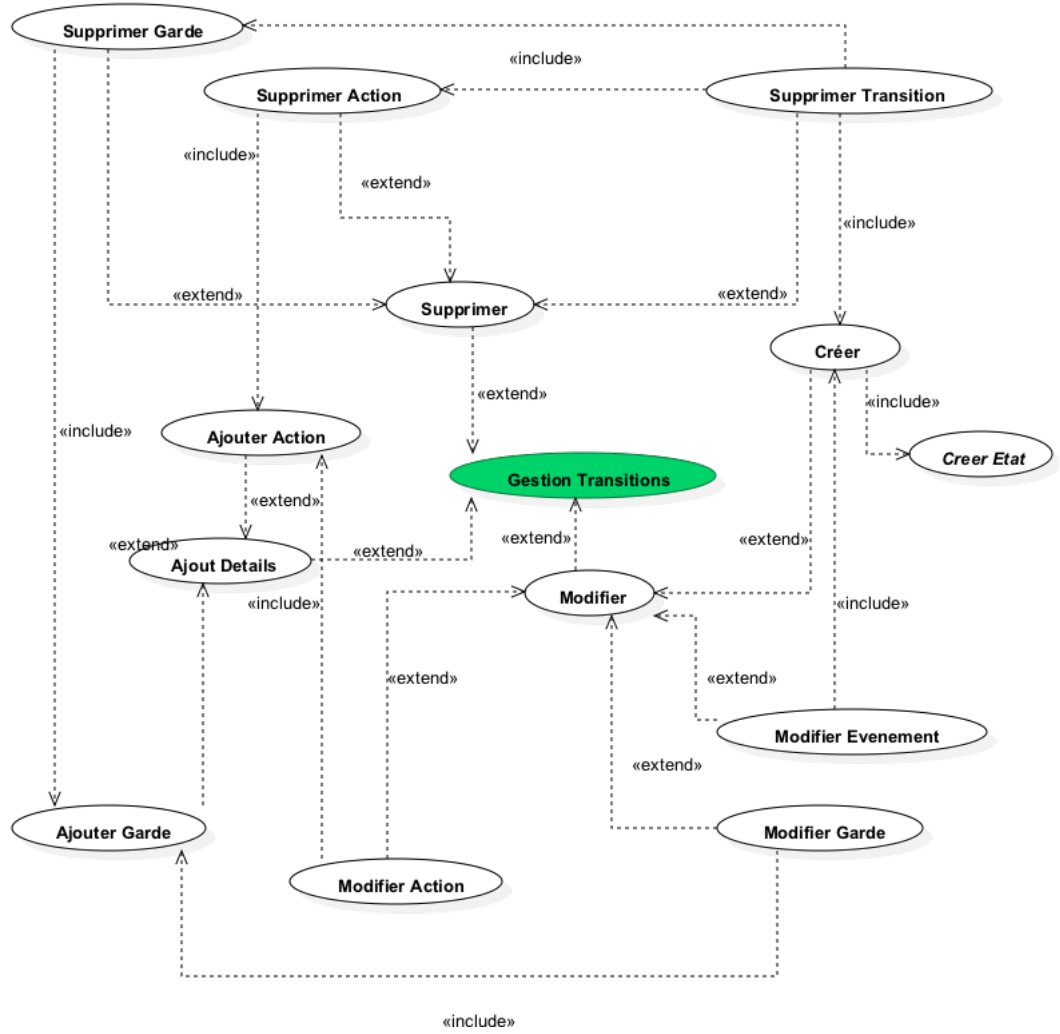 Supprimer Garde
«include»
Supprimer Action
Supprimer Transition
«include»
«extend»
«include»
«extend»
«extend»
Supprimer
Créer
«extend»
«include»
«include»
Ajouter Action
Creer Etat
Gestion Transitions
«extend»
«extend»
«extend»
«extend»
«extend»
Ajout Details
Modifier
«include»
«include»
«extend»
«extend»
Modifier Evenement
«extend»
Ajouter Garde
Modifier Garde
Modifier Action
«include»